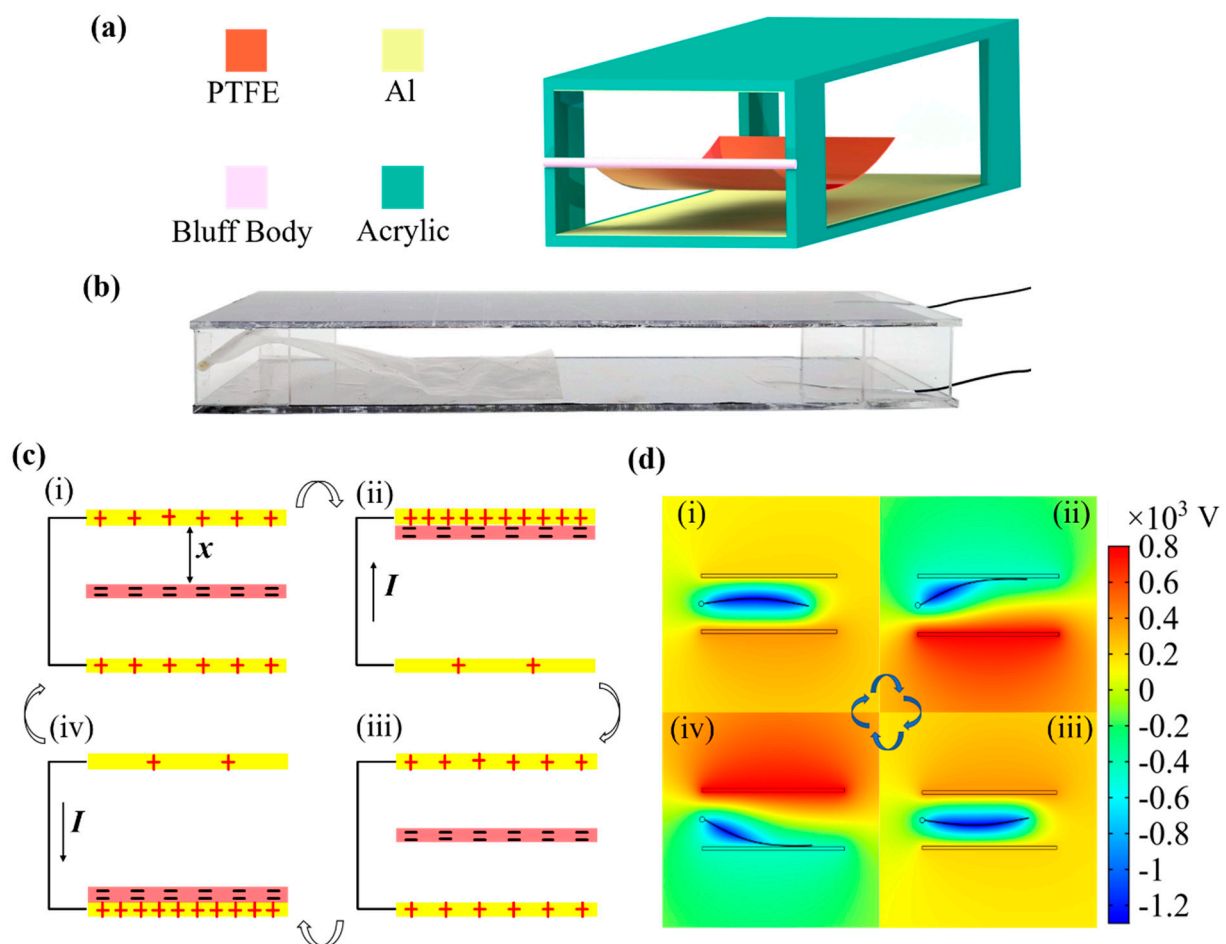 (a)
PTFE
Al
Bluff Body
Acrylic
(b)
(c)
(i)
x
(ii)
I
(iv)
I
(iii)
(d)
(i)
(ii)
(iv)
(iii)
×10³ V
0.8
0.6
0.4
0.2
0
-0.2
-0.4
-0.6
-0.8
-1
-1.2